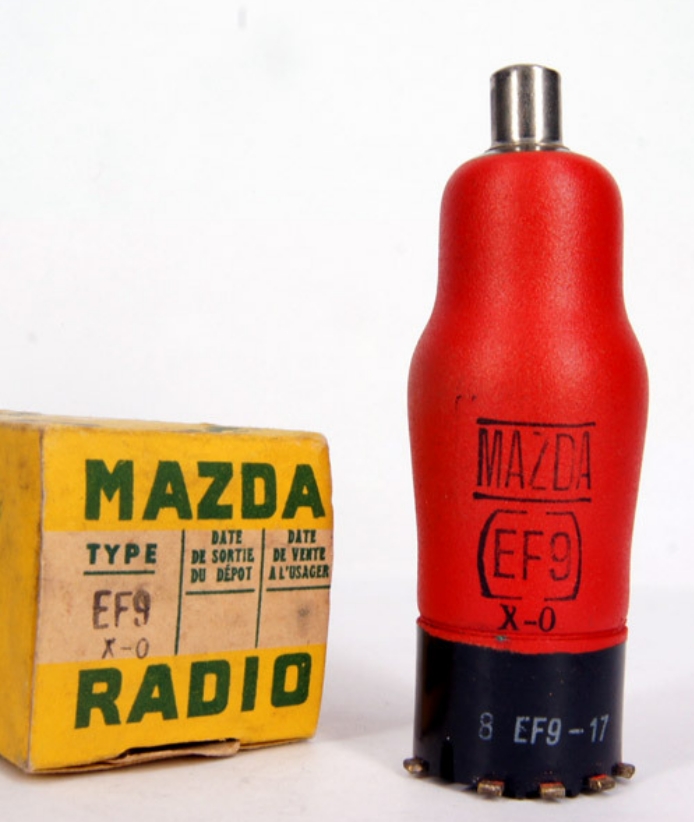 MAZDA
TYPE
EF9
X-O
DATE
DE SORTIE
DU DÉPOT
DATE
DE VENTE
A L'USAGER
RADIO
MAZDA
EF9
X-O
8 EF9-17